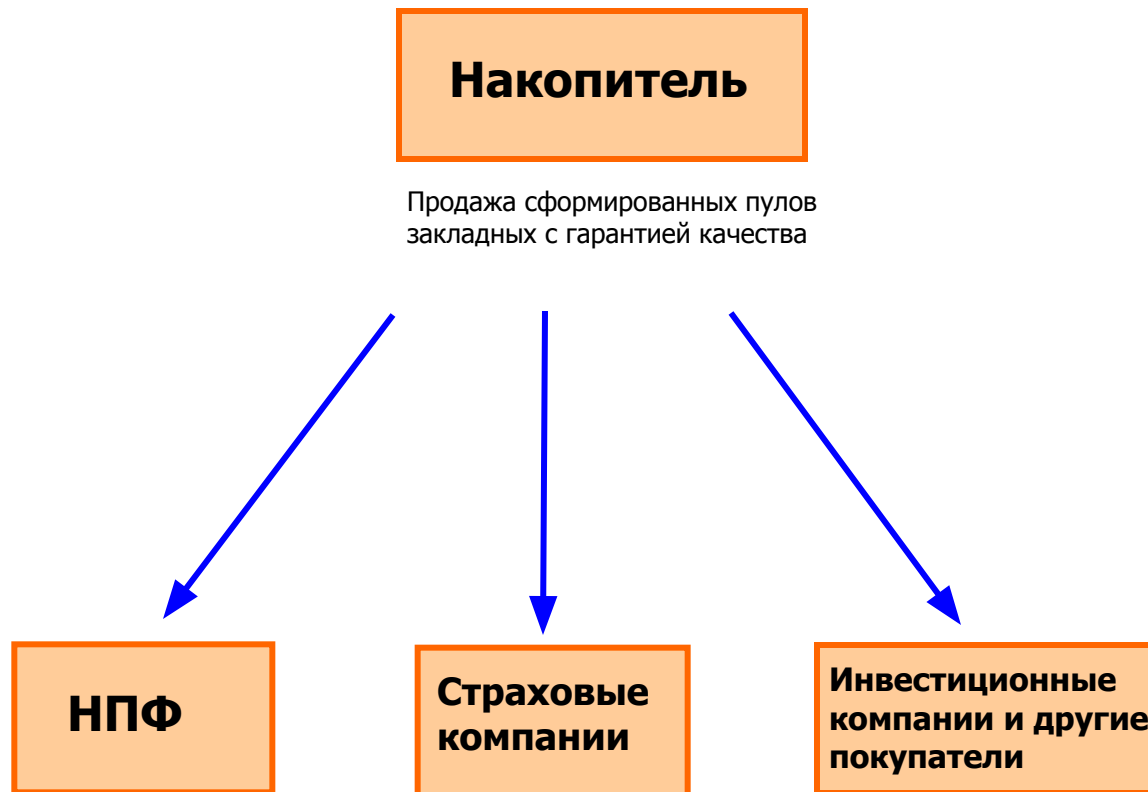 Накопитель
Продажа сформированных пулов
закладных с гарантией качества
НПФ
Страховые
компании
Инвестиционные
компании и другие
покупатели